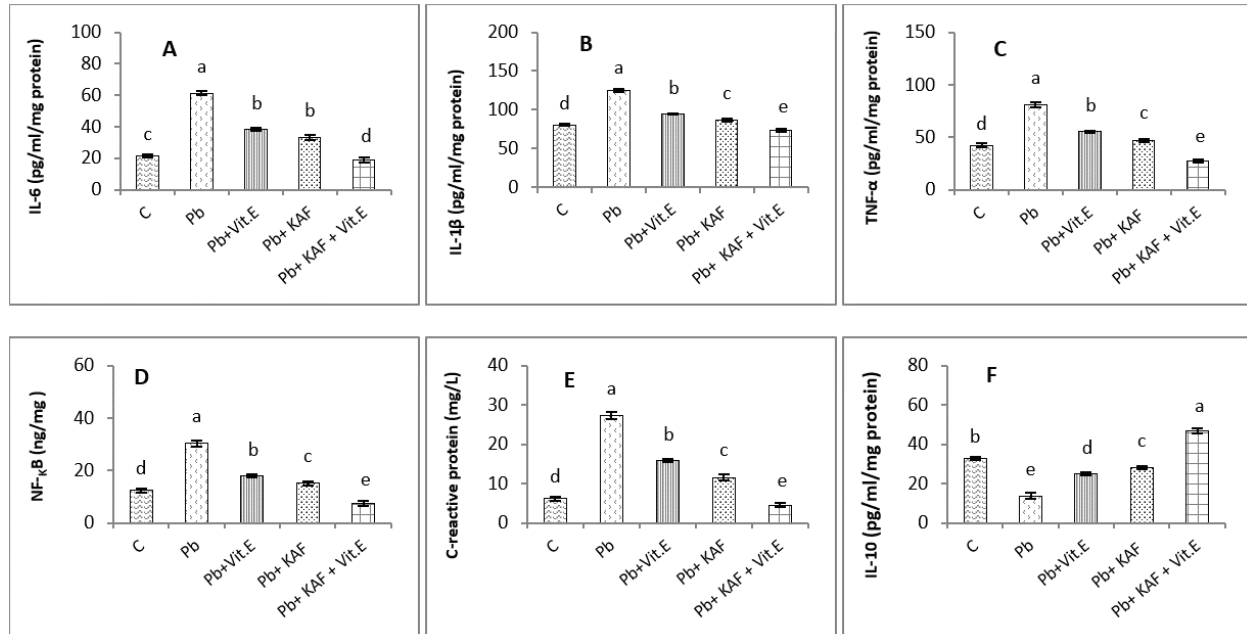 A
IL-6 (pg/ml/mg protein)
100
80
60
40
20
0
c
a
b
b
d
C
Pb
Pb+Vit.E
Pb+ KAF
Pb+ KAF + Vit.E
B
IL-1β (pg/ml/mg protein)
200
150
100
50
0
d
a
b
c
e
C
Pb
Pb+Vit.E
Pb+ KAF
Pb+ KAF + Vit.E
C
TNF-α (pg/ml/mg protein)
150
100
50
0
d
a
b
c
e
C
Pb
Pb+Vit.E
Pb+ KAF
Pb+ KAF + Vit.E
D
NF-κB (ng/mg )
60
40
20
0
d
a
b
c
e
C
Pb
Pb+Vit.E
Pb+ KAF
Pb+ KAF + Vit.E
E
C-reactive protein (mg/L)
40
30
20
10
0
d
a
b
c
e
C
Pb
Pb+Vit.E
Pb+ KAF
Pb+ KAF + Vit.E
F
IL-10 (pg/ml/mg protein)
80
60
40
20
0
b
e
d
c
a
C
Pb
Pb+Vit.E
Pb+ KAF
Pb+ KAF + Vit.E